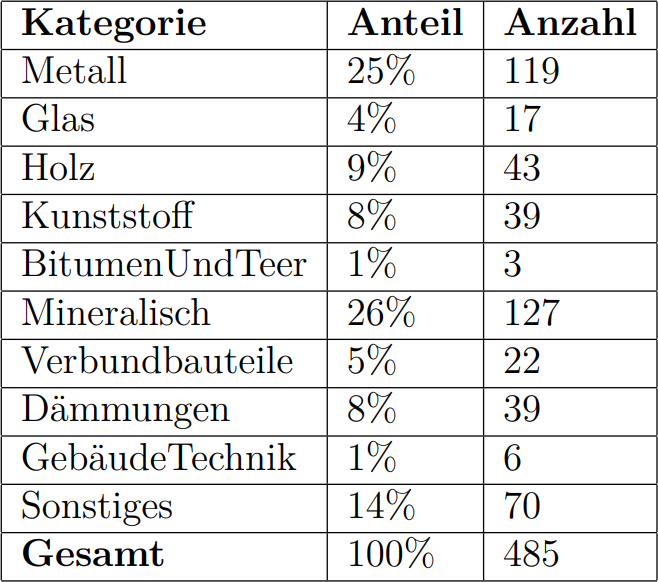 Kategorie Anteil Anzahl
Metall 25% 119
Glas 4% 17
Holz 9% 43
Kunststoff 8% 39
BitumenUndTeer 1% 3
Mineralisch 26% 127
Verbundbauteile 5% 22
Dämmungen 8% 39
GebäudeTechnik 1% 6
Sonstiges 14% 70
Gesamt 100% 485